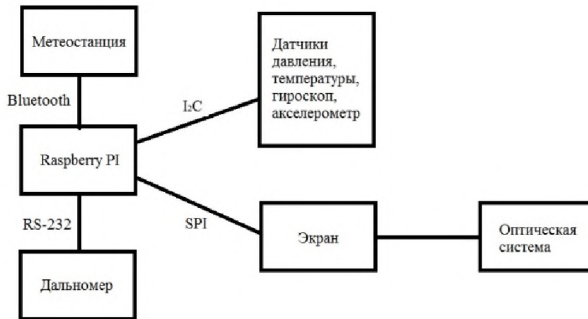 Метеостанция
Датчики
давления,
температуры,
гироскоп,
акселерометр
Bluetooth
I₂C
Raspberry PI
RS-232
SPI
Экран
Оптическая
система
Дальномер